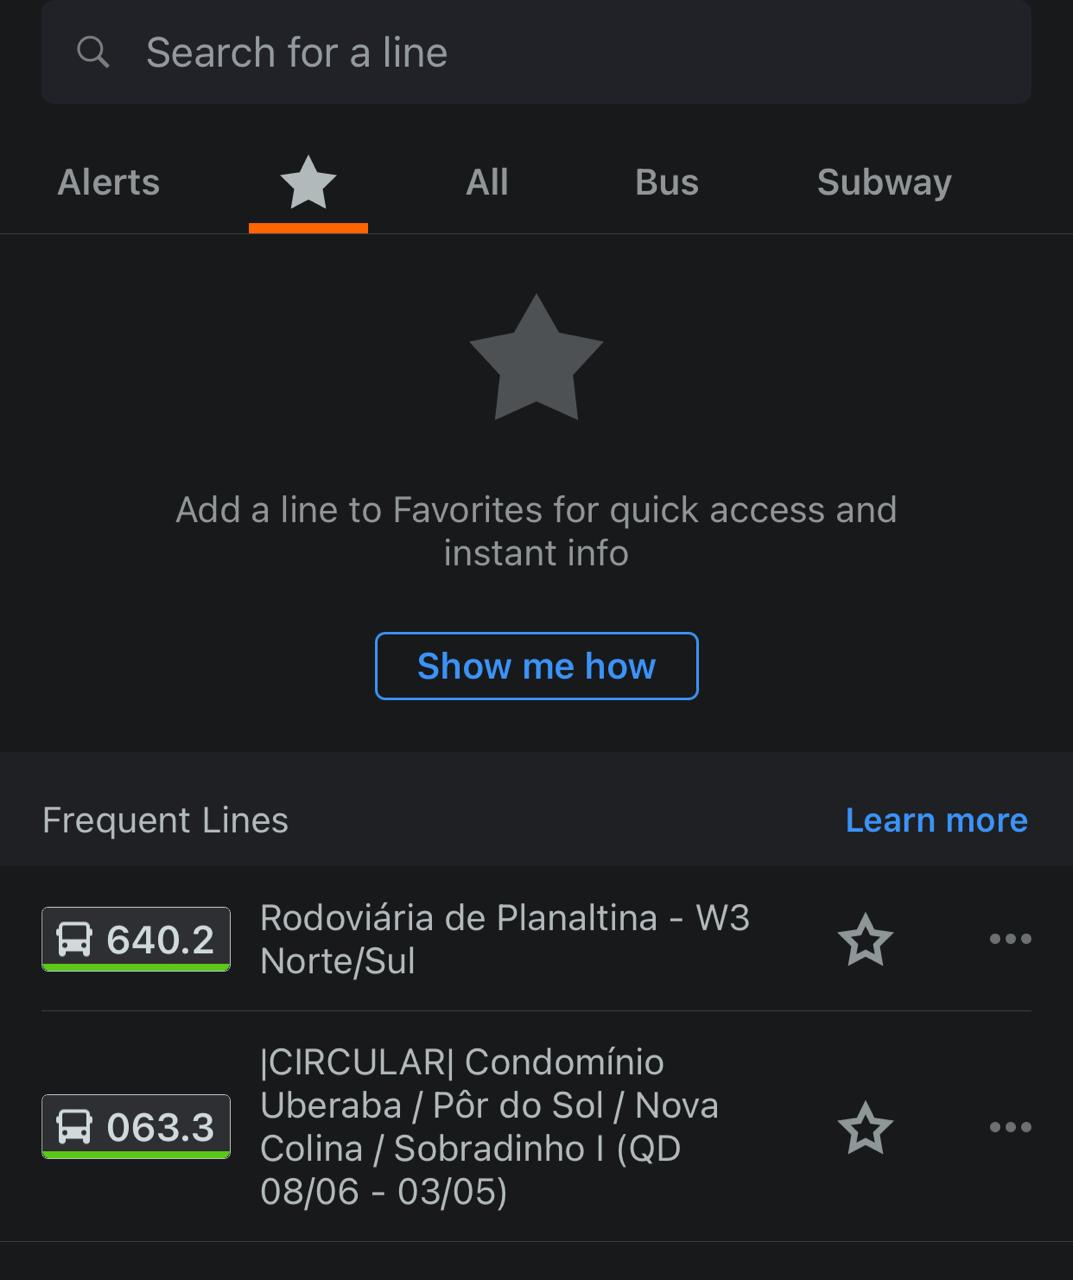 Search for a line
Alerts
All
Bus
Subway
Add a line to Favorites for quick access and
instant info
Show me how
Frequent Lines
Learn more
640.2
Rodoviária de Planaltina - W3
Norte/Sul
063.3
|CIRCULAR| Condomínio
Uberaba / Pôr do Sol / Nova
Colina / Sobradinho I (QD
08/06 - 03/05)